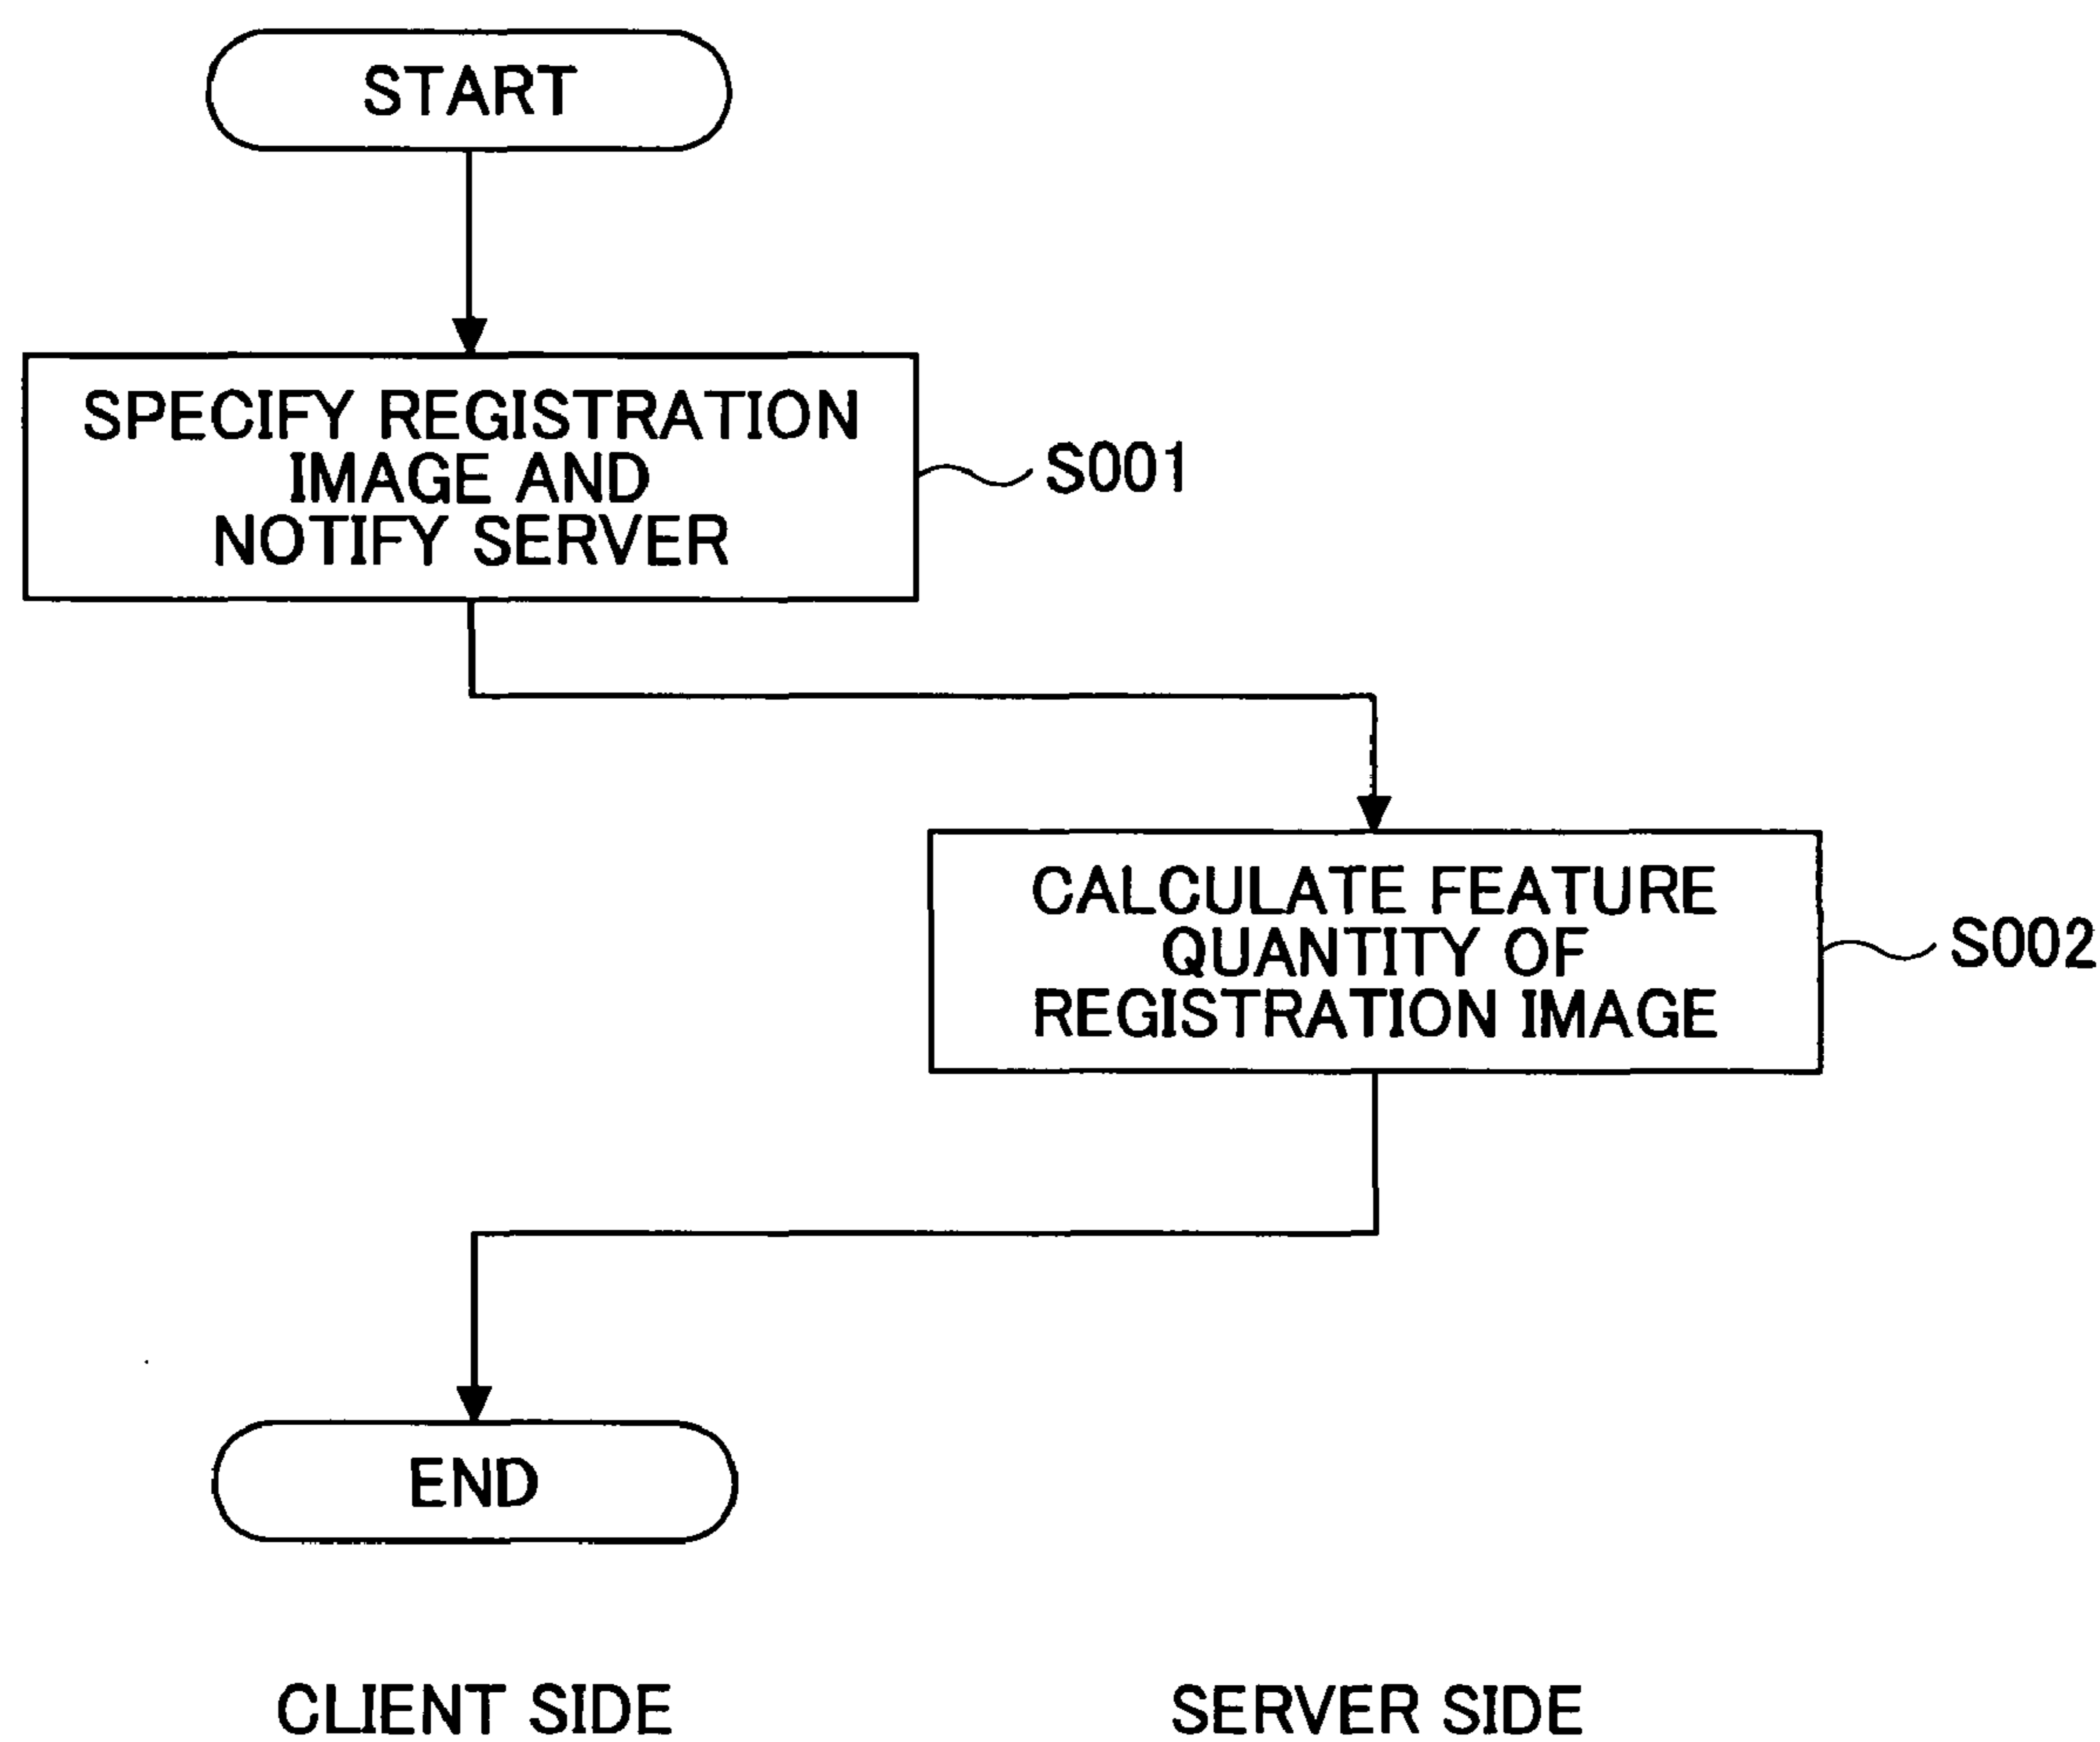 START
SPECIFY REGISTRATION
IMAGE AND
NOTIFY SERVER
S001
CALCULATE FEATURE
QUANTITY OF
REGISTRATION IMAGE
S002
END
CLIENT SIDE
SERVER SIDE